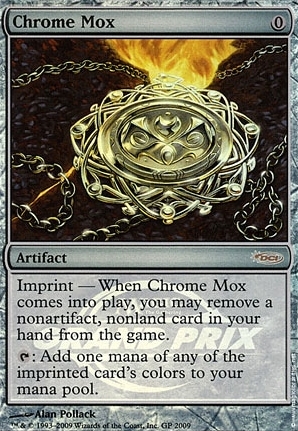 Chrome Mox 0
Artifact
DCI
Imprint — When Chrome Mox
comes into play, you may remove a
nonartifact, nonland card in your
hand from the game.
PRIX
: Add one mana of any of the
imprinted card's colors to your
mana pool.
Alan Pollack
™ & © 1993–2009 Wizards of the Coast, Inc. GP 2009